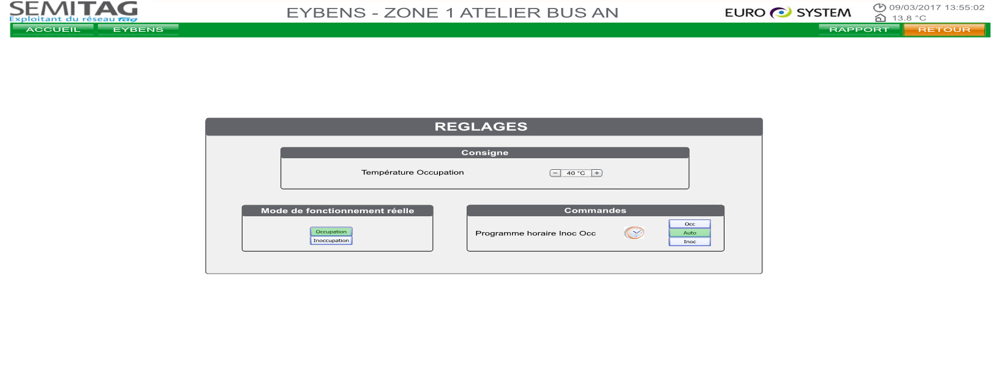 SEMITAG
Exploitant du réseau tag
EYBENS - ZONE 1 ATELIER BUS AN
EURO SYSTEM
09/03/2017 13:55:02
13.8 °C
ACCUEIL
EYBENS
RAPPORT
RETOUR
REGLAGES
Consigne
Température Occupation
− 40 °C +
Mode de fonctionnement réelle
Occupation
Inoccupation
Commandes
Programme horaire Inoc Occ
Occ
Auto
Inoc